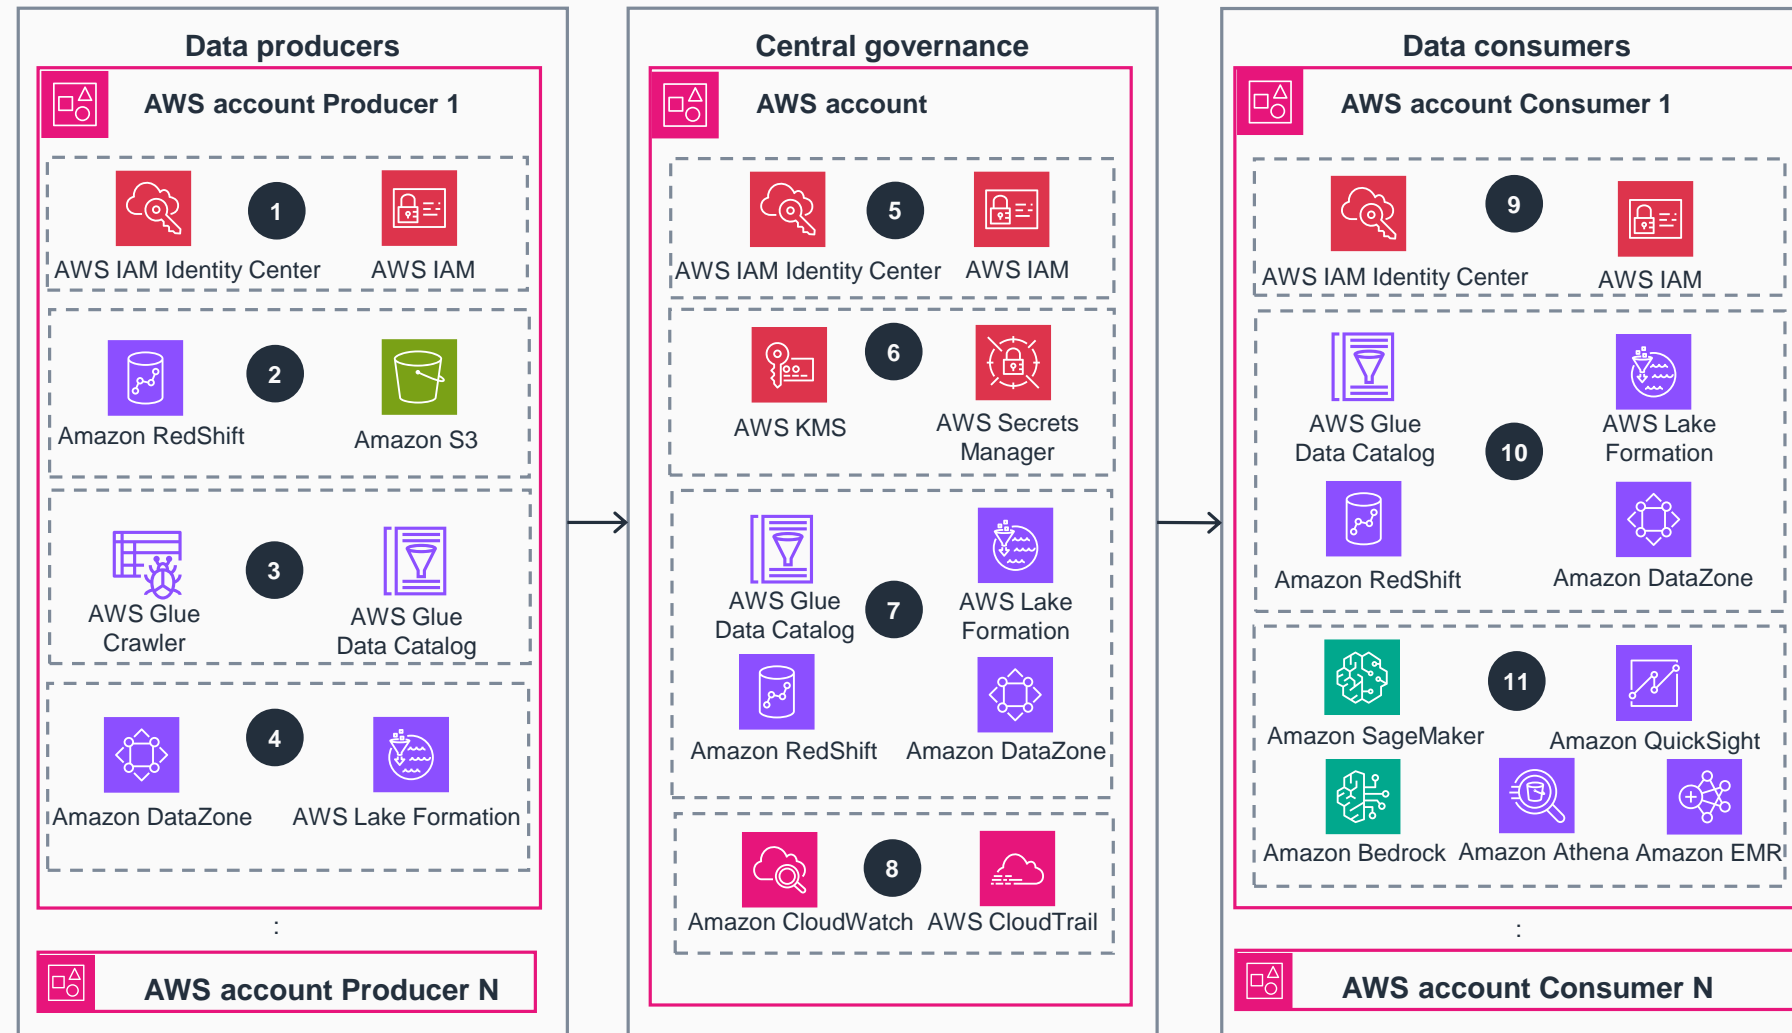 Data producers
AWS account Producer 1
1
AWS IAM Identity Center
AWS IAM
2
Amazon RedShift
Amazon S3
3
AWS Glue
Crawler
AWS Glue
Data Catalog
4
Amazon DataZone
AWS Lake Formation
:
AWS account Producer N
Central governance
AWS account
5
AWS IAM Identity Center
AWS IAM
6
AWS KMS
AWS Secrets
Manager
AWS Glue
Data Catalog
7
AWS Lake
Formation
Amazon RedShift
Amazon DataZone
8
Amazon CloudWatch
AWS CloudTrail
Data consumers
AWS account Consumer 1
9
AWS IAM Identity Center
AWS IAM
AWS Glue
Data Catalog
10
AWS Lake
Formation
Amazon RedShift
Amazon DataZone
11
Amazon SageMaker
Amazon QuickSight
Amazon Bedrock
Amazon Athena
Amazon EMR
:
AWS account Consumer N